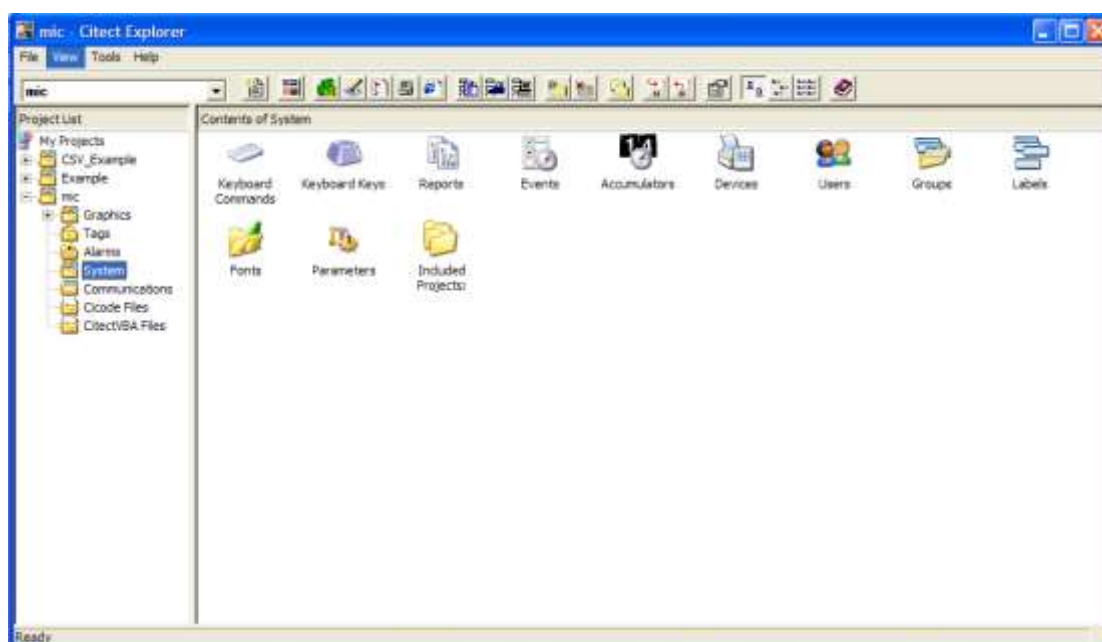 mic - Citect Explorer
File View Tools Help
mic
Project List
Contents of System
My Projects
CSV_Example
Example
mic
Graphics
Tags
Alarms
System
Communications
Cicode Files
CitectVBA Files
Keyboard Commands
Keyboard Keys
Reports
Events
Accumulators
Devices
Users
Groups
Labels
Fonts
Parameters
Included Projects:
Ready